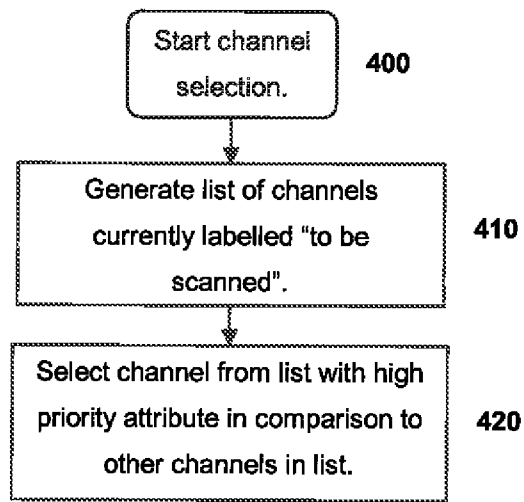 Start channel
selection.
400
Generate list of channels
currently labelled "to be
scanned".
410
Select channel from list with high
priority attribute in comparison to
other channels in list.
420